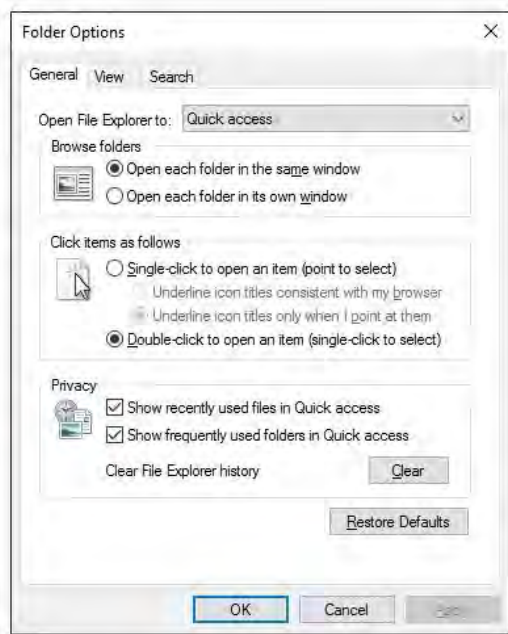 Folder Options
General View Search
Open File Explorer to: Quick access
Browse folders
Open each folder in the same window
Open each folder in its own window
Click items as follows
Single-click to open an item (point to select)
Underline icon titles consistent with my browser
Underline icon titles only when I point at them
Double-click to open an item (single-click to select)
Privacy
Show recently used files in Quick access
Show frequently used folders in Quick access
Clear File Explorer history Clear
Restore Defaults
OK Cancel